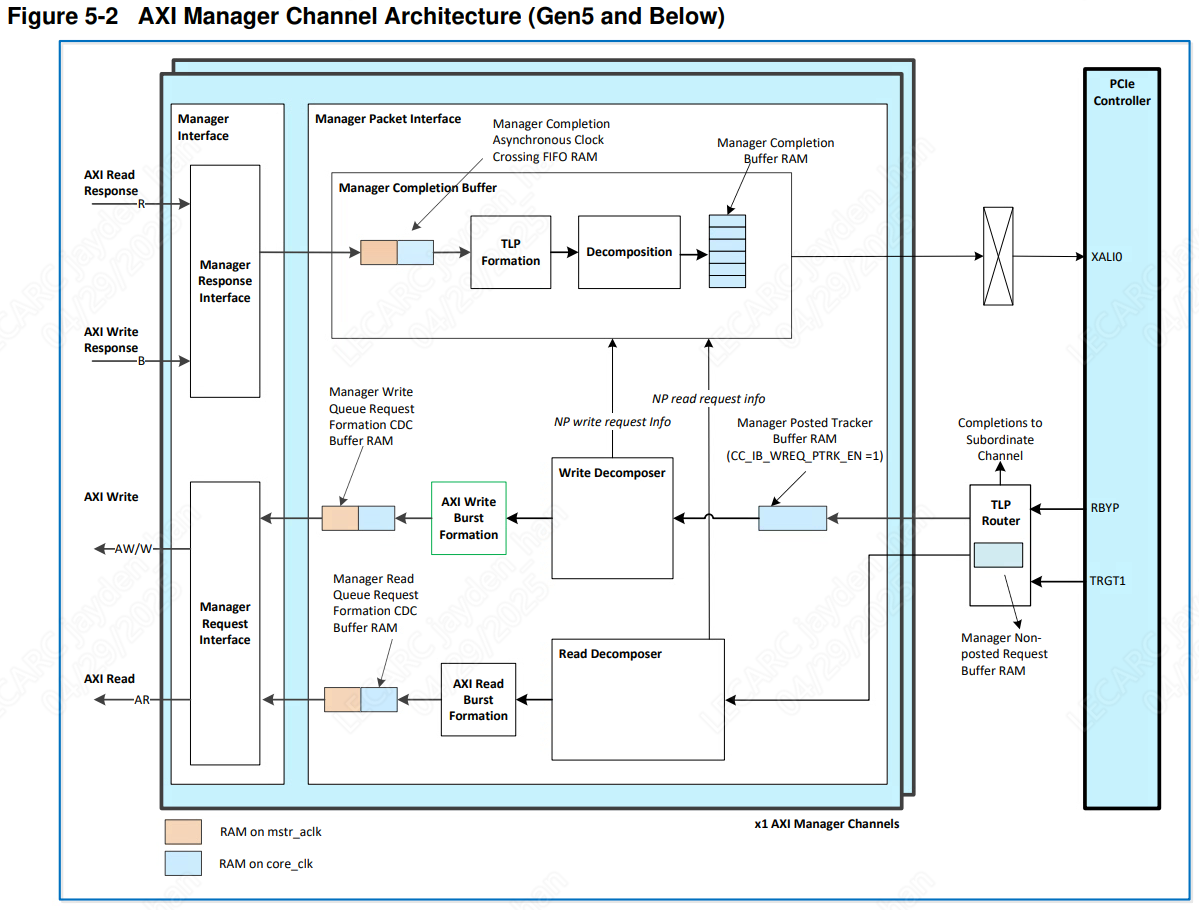 Figure 5-2 AXI Manager Channel Architecture (Gen5 and Below)
PCIe
Controller
Manager
Interface
Manager Packet Interface
Manager Completion
Asynchronous Clock
Crossing FIFO RAM
Manager Completion
Buffer RAM
AXI Read
Response
R
Manager Completion Buffer
TLP
Formation
Decomposition
XALI0
Manager
Response
Interface
AXI Write
Response
B
Manager Write
Queue Request
Formation CDC
Buffer RAM
NP read request info
NP write request Info
Manager Posted Tracker
Buffer RAM
(CC_IB_WREQ_PTRK_EN =1)
Completions to
Subordinate
Channel
Write Decomposer
AXI Write
AXI Write
Burst
Formation
TLP
Router
RBYP
AW/W
Manager Read
Queue Request
Formation CDC
Buffer RAM
TRGT1
Manager
Request
Interface
Manager Non-
posted Request
Buffer RAM
Read Decomposer
AXI Read
AR
AXI Read
Burst
Formation
x1 AXI Manager Channels
RAM on mstr_aclk
RAM on core_clk
LECARC Jayden_han
04/29/2025